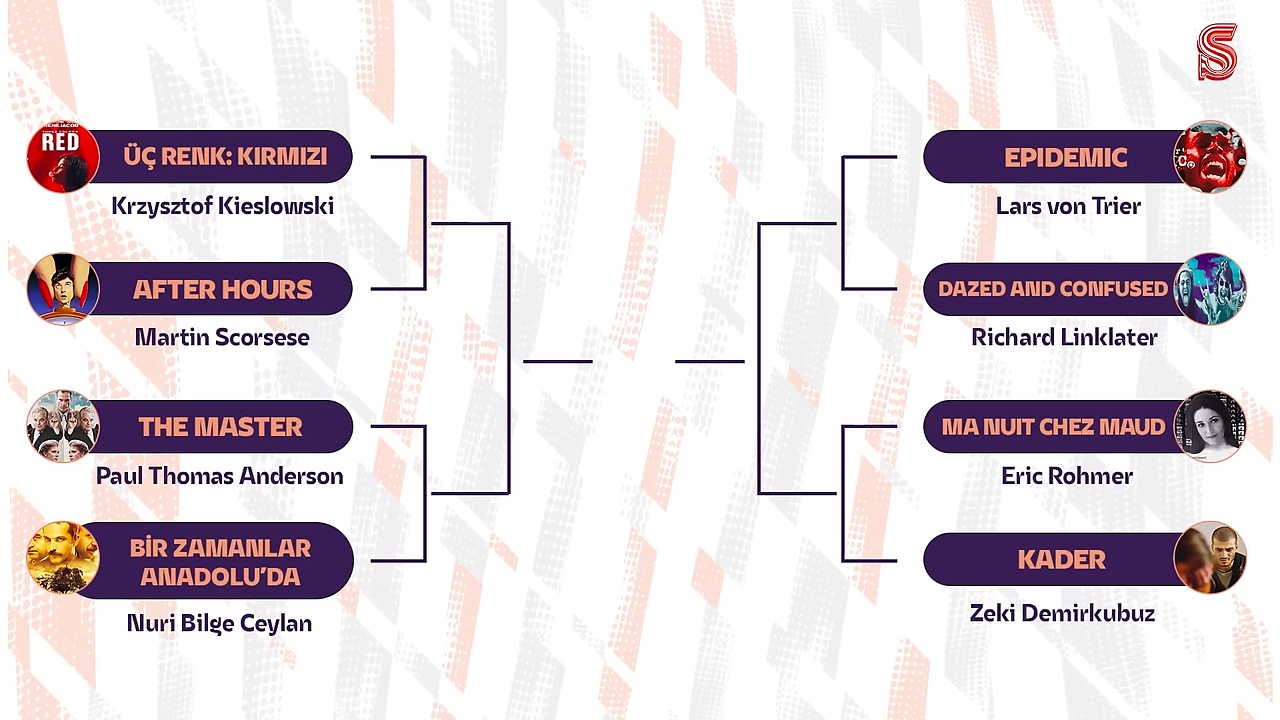 RED
ÜÇ RENK: KIRMIZI
Krzysztof Kieslowski
AFTER HOURS
Martin Scorsese
THE MASTER
Paul Thomas Anderson
BİR ZAMANLAR
ANADOLU'DA
Nuri Bilge Ceylan
S
EPIDEMIC
Lars von Trier
DAZED AND CONFUSED
Richard Linklater
MA NUIT CHEZ MAUD
Eric Rohmer
KADER
Zeki Demirkubuz